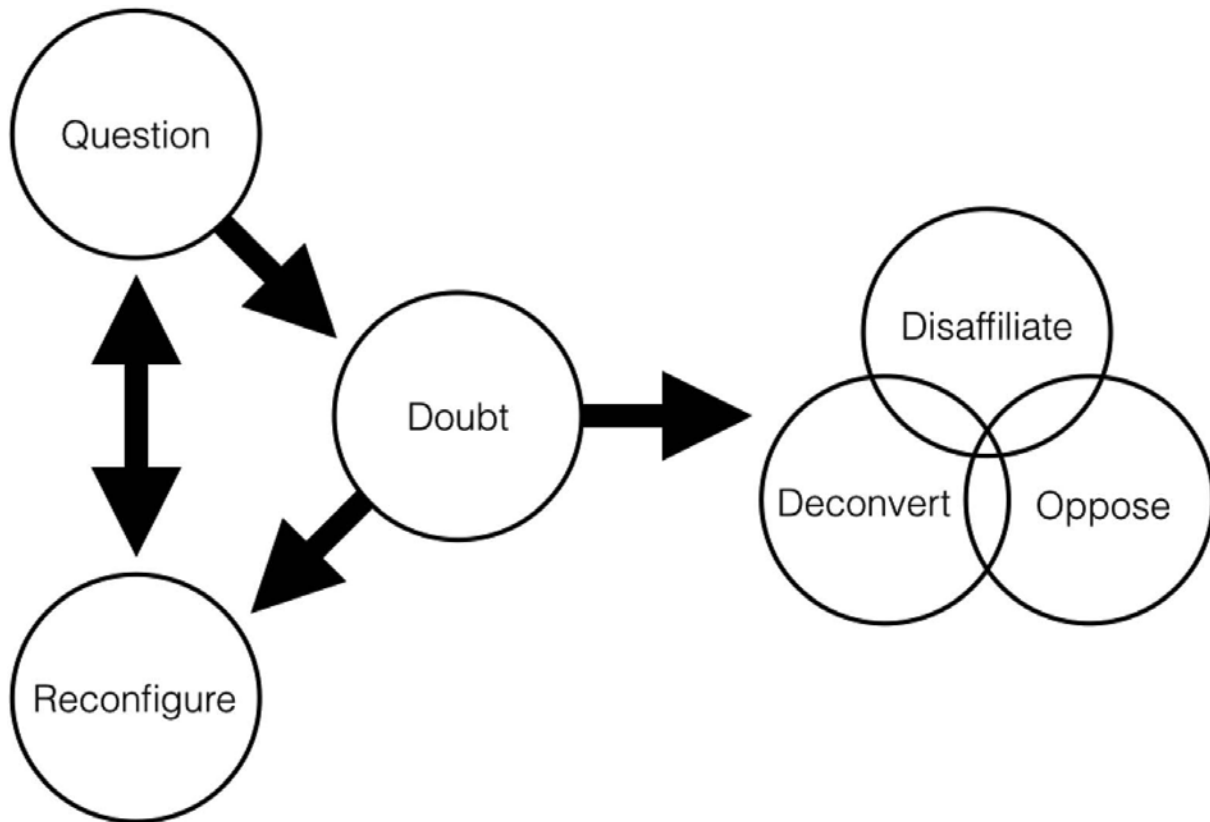 Question
Disaffiliate
Doubt
Deconvert
Oppose
Reconfigure